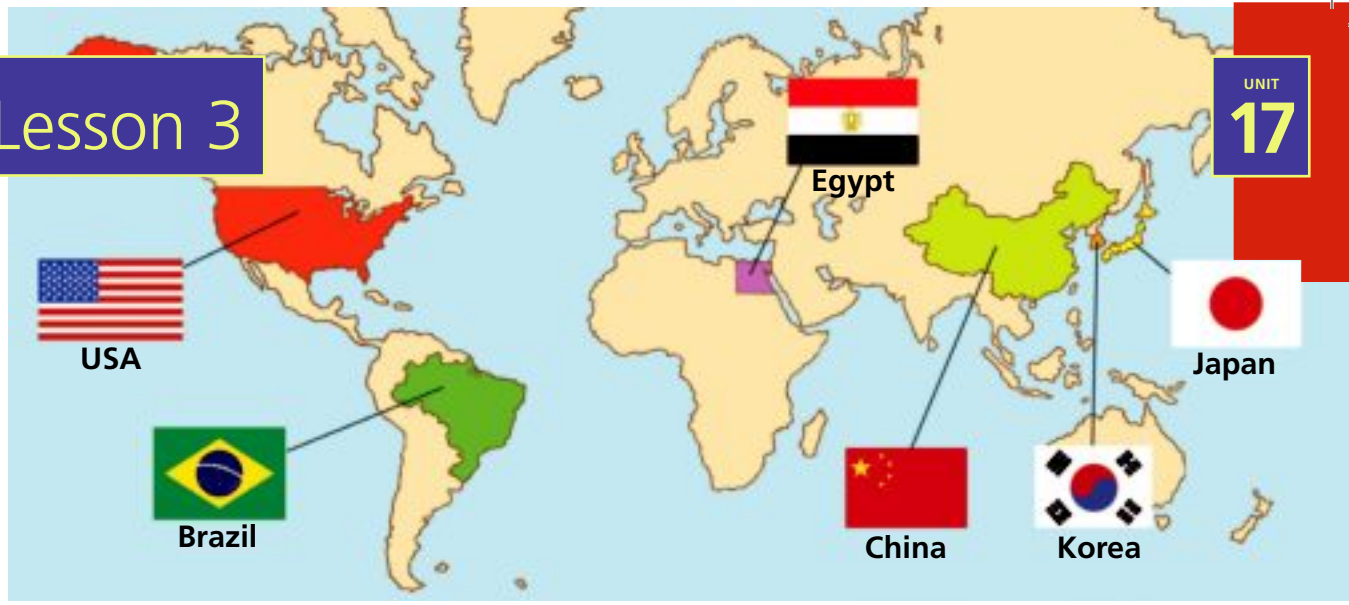 Lesson 3
UNIT
17
Egypt
USA
Japan
Brazil
China
Korea